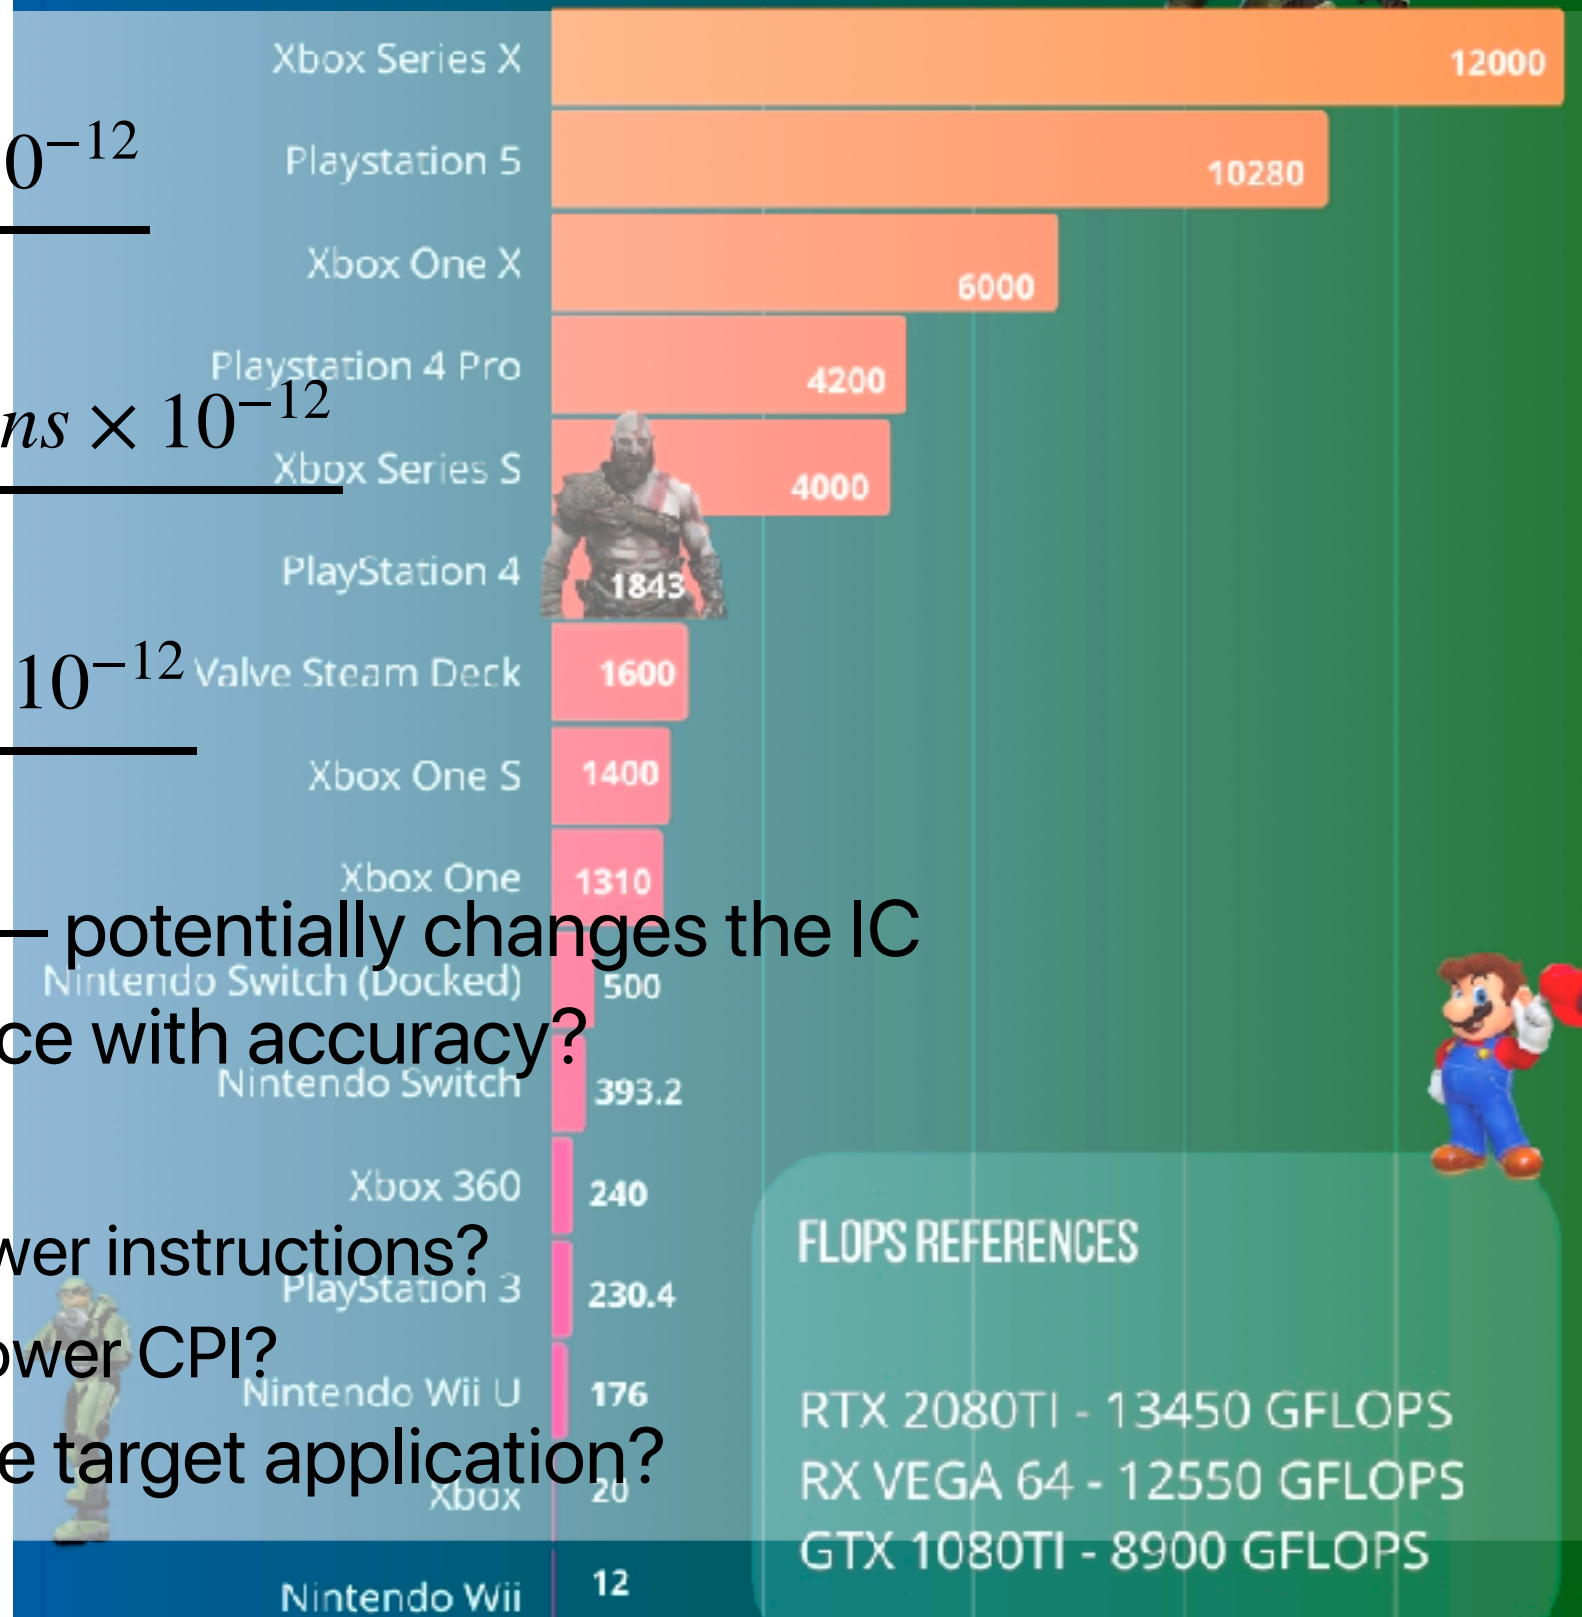 Xbox Series X 12000
0−12
Playstation 5 10280
Xbox One X 6000
Playstation 4 Pro 4200
ns × 10−12
Xbox Series S 4000
PlayStation 4 1843
10−12
Valve Steam Deck 1600
Xbox One S 1400
Xbox One 1310
— potentially changes the IC
Nintendo Switch (Docked) 500
ce with accuracy?
Nintendo Switch 393.2
Xbox 360 240
wer instructions?
PlayStation 3 230.4
ower CPI?
Nintendo Wii U 176
e target application?
Xbox 20
Nintendo Wii 12
FLOPS REFERENCES
RTX 2080TI - 13450 GFLOPS
RX VEGA 64 - 12550 GFLOPS
GTX 1080TI - 8900 GFLOPS